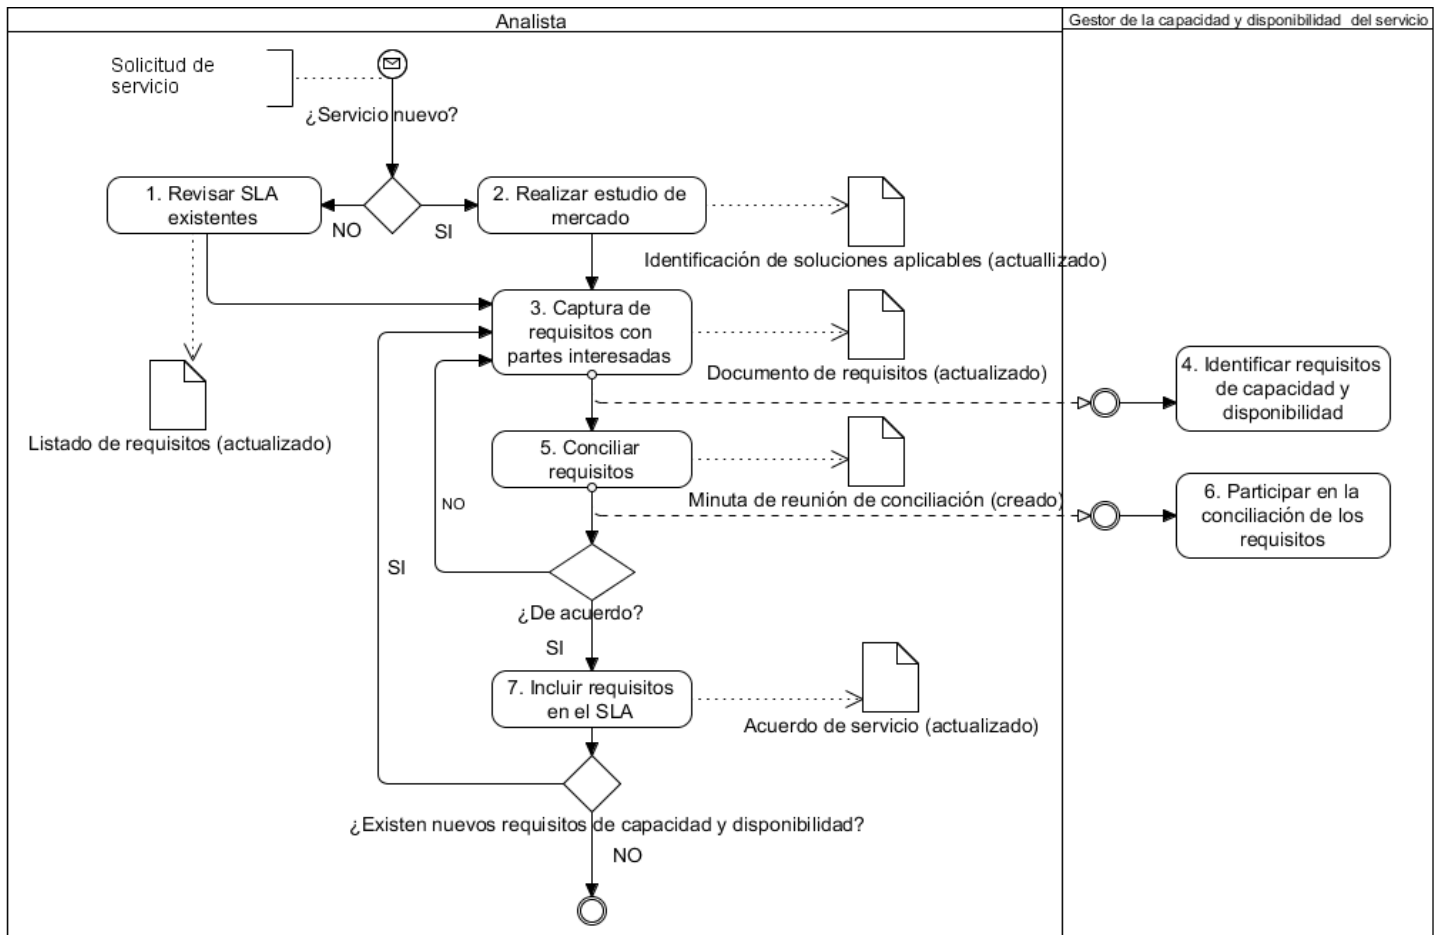 Analista
Gestor de la capacidad y disponibilidad del servicio
Solicitud de
servicio
¿Servicio nuevo?
1. Revisar SLA
existentes
NO
SI
2. Realizar estudio de
mercado
Identificación de soluciones aplicables (actuallizado)
3. Captura de
requisitos con
partes interesadas
Documento de requisitos (actualizado)
4. Identificar requisitos
de capacidad y
disponibilidad
Listado de requisitos (actualizado)
5. Conciliar
requisitos
Minuta de reunión de conciliación (creado)
6. Participar en la
conciliación de los
requisitos
NO
SI
¿De acuerdo?
SI
7. Incluir requisitos
en el SLA
Acuerdo de servicio (actualizado)
¿Existen nuevos requisitos de capacidad y disponibilidad?
NO